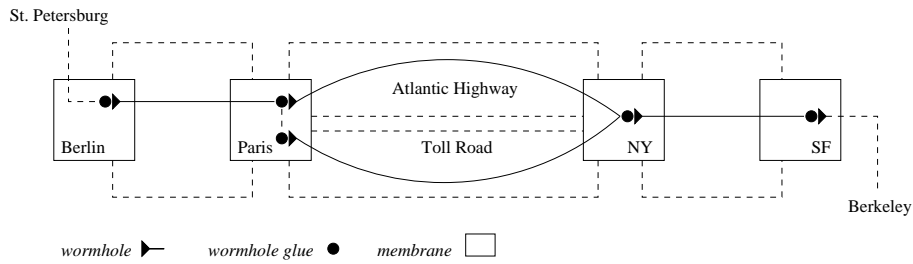 St. Petersburg
Atlantic Highway
Berlin
Paris
Toll Road
NY
SF
Berkeley
wormhole
wormhole glue
membrane